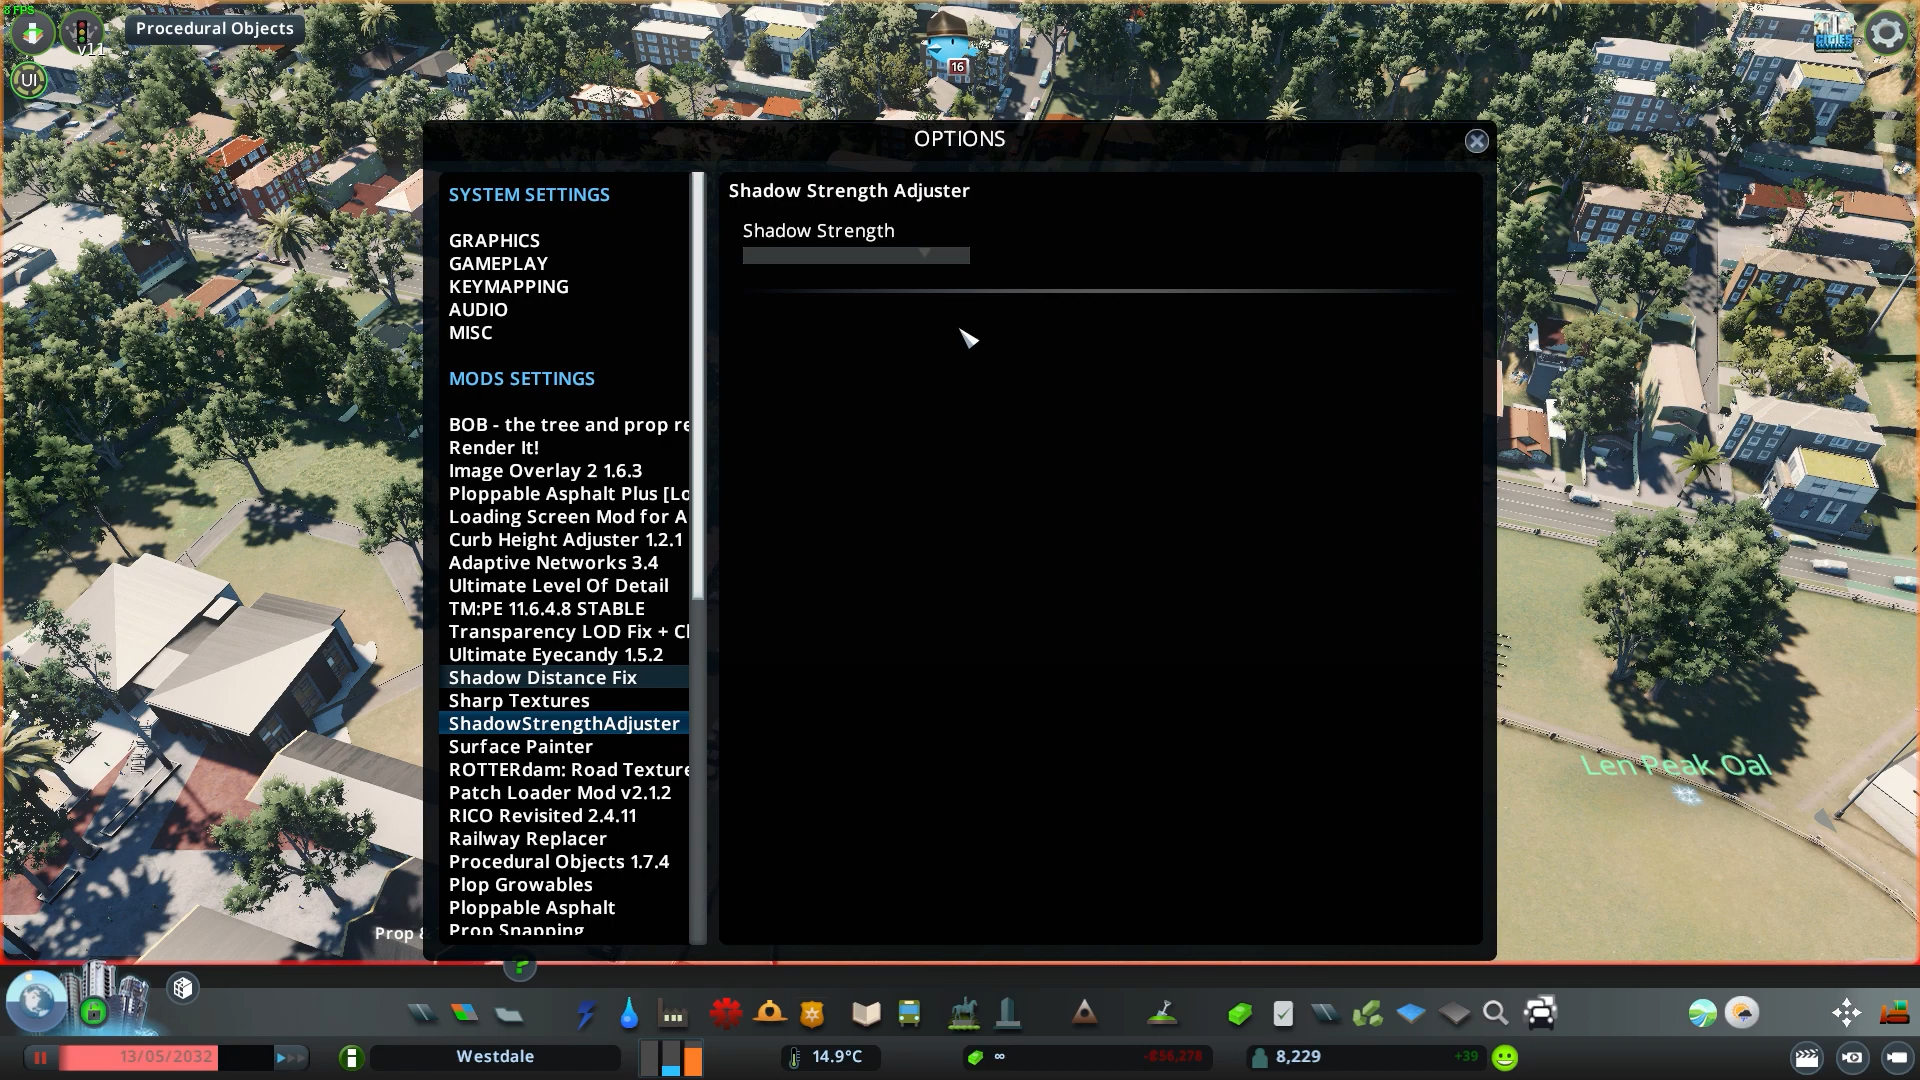 8 FPS
Procedural Objects
v11
UI
16
CITIES
OPTIONS
SYSTEM SETTINGS
GRAPHICS
GAMEPLAY
KEYMAPPING
AUDIO
MISC
MODS SETTINGS
BOB - the tree and prop re
Render It!
Image Overlay 2 1.6.3
Ploppable Asphalt Plus [Lo
Loading Screen Mod for A
Curb Height Adjuster 1.2.1
Adaptive Networks 3.4
Ultimate Level Of Detail
TM:PE 11.6.4.8 STABLE
Transparency LOD Fix + Cl
Ultimate Eyecandy 1.5.2
Shadow Distance Fix
Sharp Textures
ShadowStrengthAdjuster
Surface Painter
ROTTERdam: Road Texture
Patch Loader Mod v2.1.2
RICO Revisited 2.4.11
Railway Replacer
Procedural Objects 1.7.4
Plop Growables
Ploppable Asphalt
Prop Snapping
Shadow Strength Adjuster
Shadow Strength
Len Peak Oal
Prop &
13/05/2032
Westdale
14.9°C
∞
-₡56,278
8,229
+39